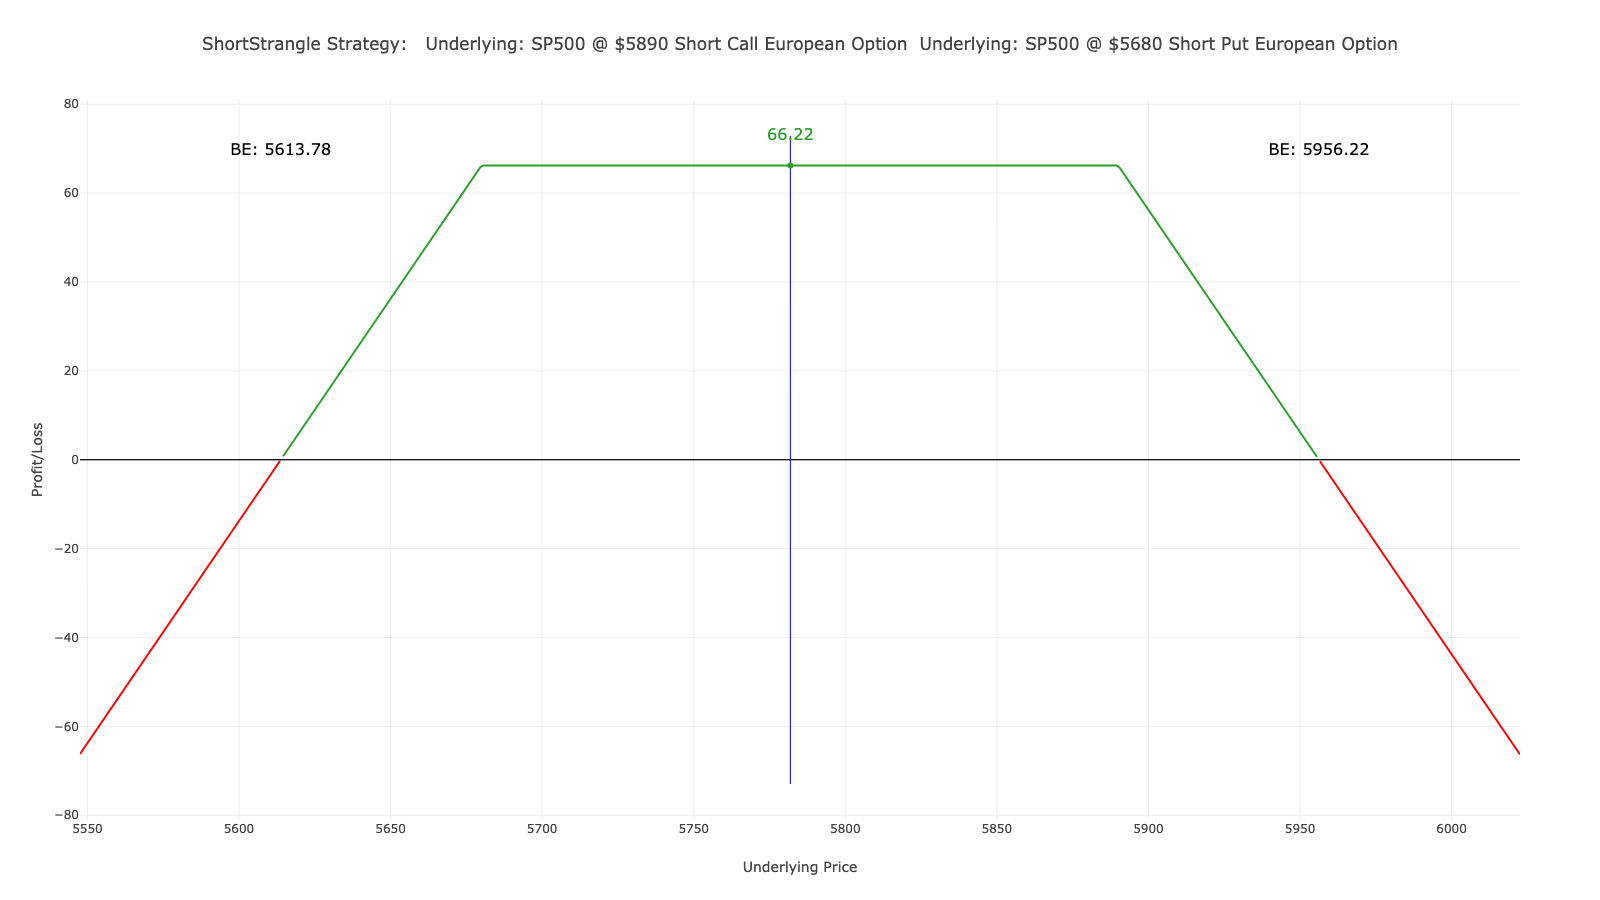 ShortStrangle Strategy:   Underlying: SP500 @ $5890 Short Call European Option  Underlying: SP500 @ $5680 Short Put European Option
80
66.22
BE: 5613.78
BE: 5956.22
60
40
20
Profit/Loss
0
−20
−40
−60
−80
5550 5600 5650 5700 5750 5800 5850 5900 5950 6000
Underlying Price